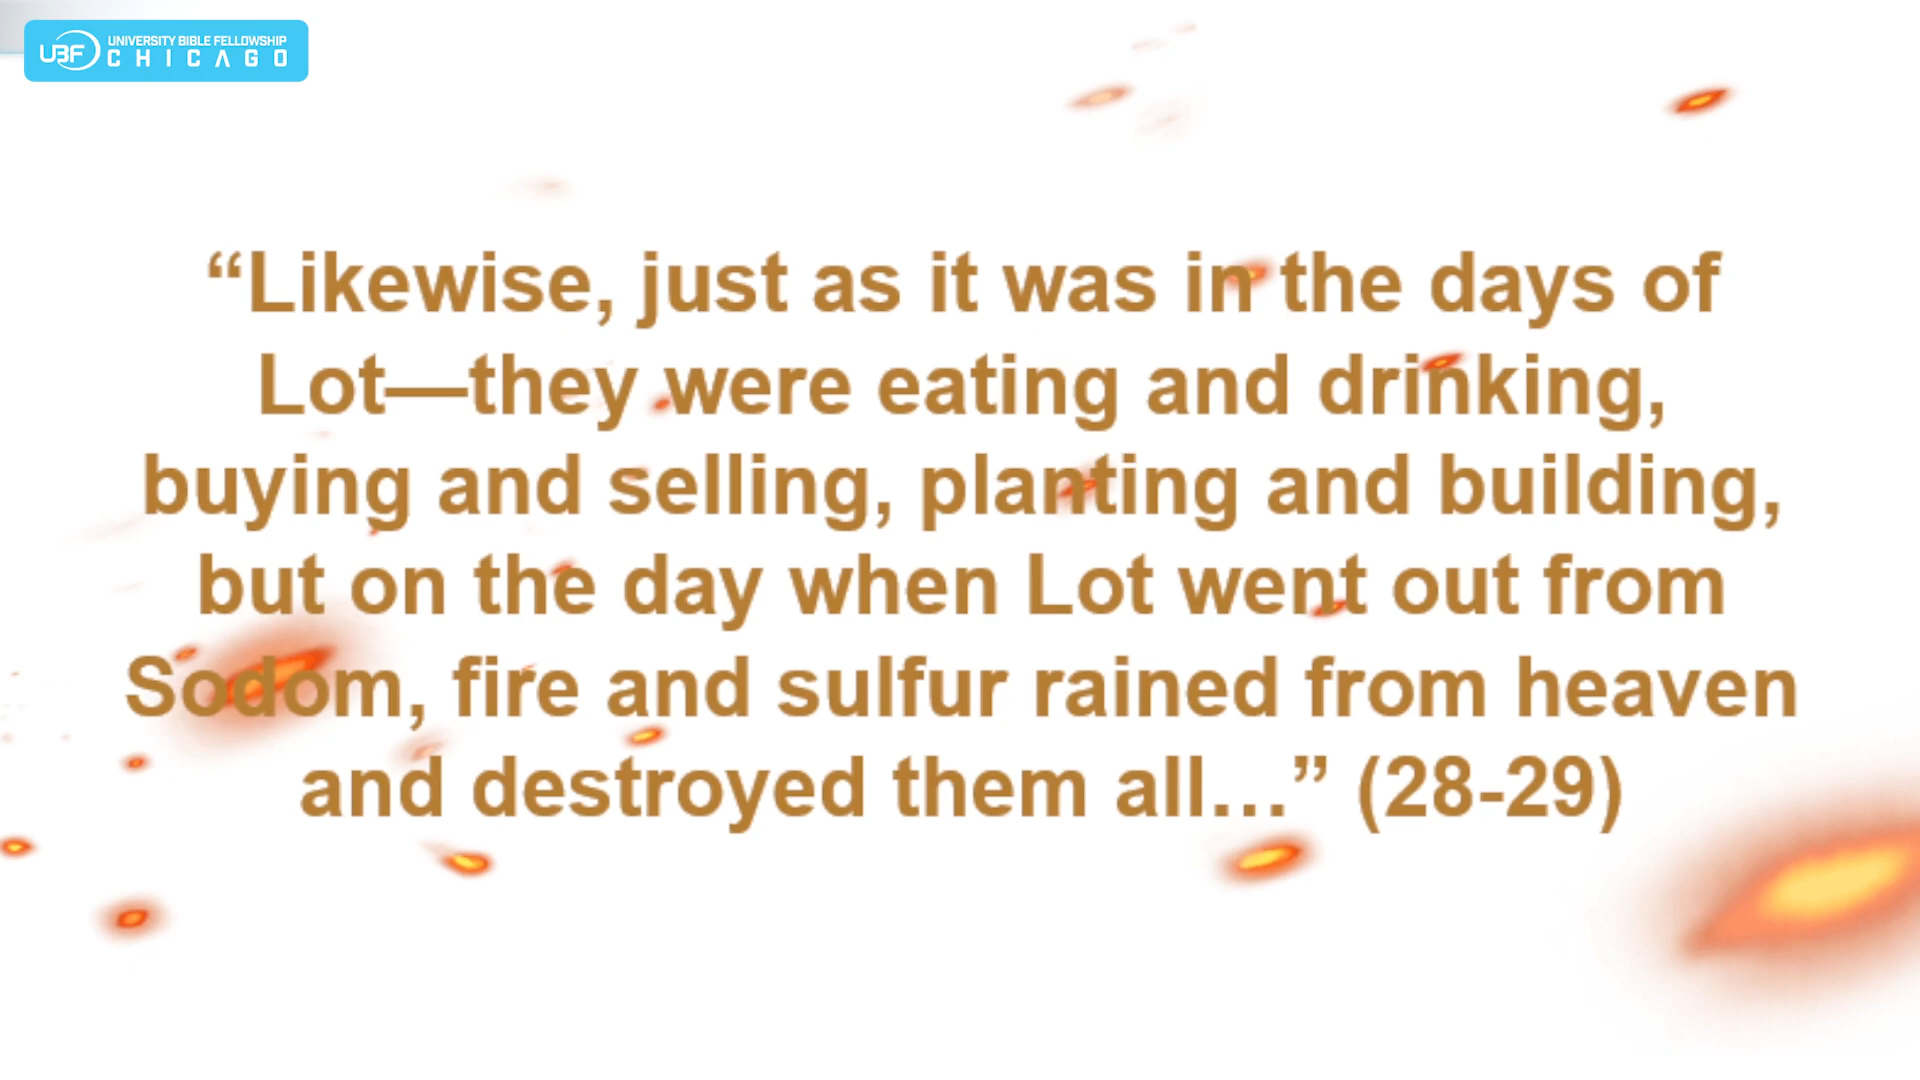 UBF UNIVERSITY BIBLE FELLOWSHIP
CHICAGO
“Likewise, just as it was in the days of
Lot—they were eating and drinking,
buying and selling, planting and building,
but on the day when Lot went out from
Sodom, fire and sulfur rained from heaven
and destroyed them all…” (28-29)